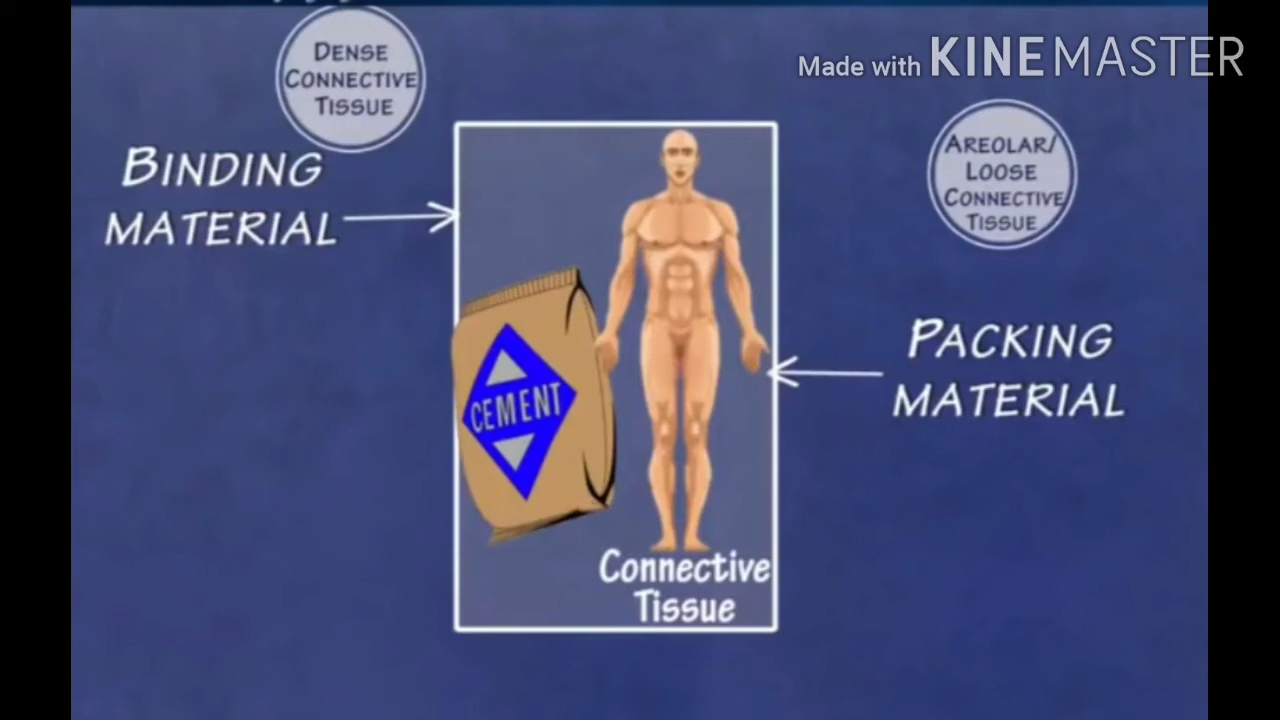 DENSE
CONNECTIVE
TISSUE
Made with KINEMASTER
BINDING
MATERIAL
AREOLAR/
LOOSE
CONNECTIVE
TISSUE
CEMENT
PACKING
MATERIAL
Connective
Tissue